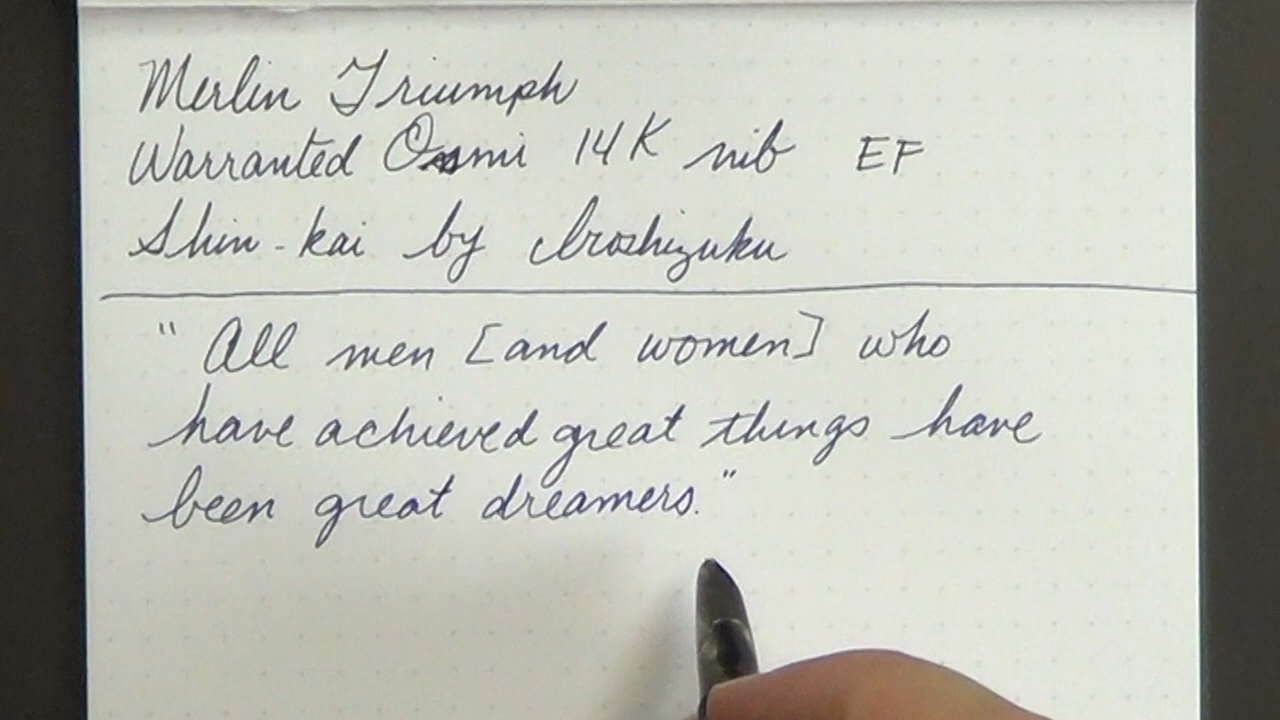 Merlin Triumph
Warranted Osmi 14K nib EF
Shin-kai by Iroshizuku
"All men [and women] who
have achieved great things have
been great dreamers."